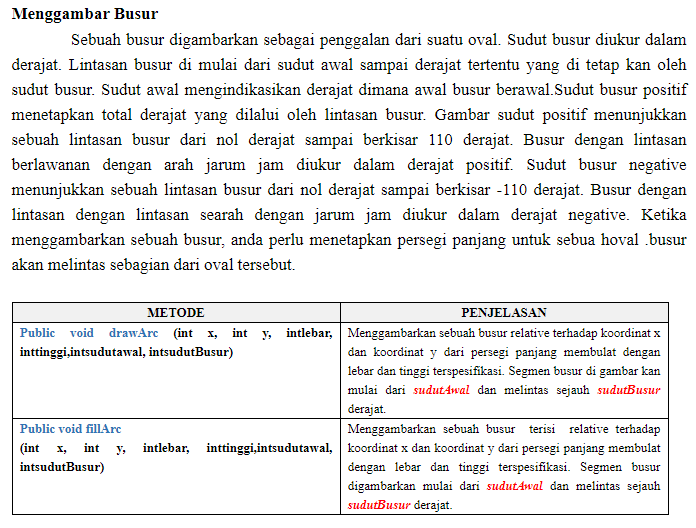 Menggambar Busur
Sebuah busur digambarkan sebagai penggalan dari suatu oval. Sudut busur diukur dalam
derajat. Lintasan busur di mulai dari sudut awal sampai derajat tertentu yang di tetap kan oleh
sudut busur. Sudut awal mengindikasikan derajat dimana awal busur berawal.Sudut busur positif
menetapkan total derajat yang dilalui oleh lintasan busur. Gambar sudut positif menunjukkan
sebuah lintasan busur dari nol derajat sampai berkisar 110 derajat. Busur dengan lintasan
berlawanan dengan arah jarum jam diukur dalam derajat positif. Sudut busur negative
menunjukkan sebuah lintasan busur dari nol derajat sampai berkisar -110 derajat. Busur dengan
lintasan dengan lintasan searah dengan jarum jam diukur dalam derajat negative. Ketika
menggambarkan sebuah busur, anda perlu menetapkan persegi panjang untuk sebua hoval .busur
akan melintas sebagian dari oval tersebut.
METODE
PENJELASAN
Public void drawArc (int x, int y, intlebar,
inttinggi,intsudutawal, intsudutBusur)
Menggambarkan sebuah busur relative terhadap koordinat x
dan koordinat y dari persegi panjang membulat dengan
lebar dan tinggi terspesifikasi. Segmen busur di gambar kan
mulai dari sudutAwal dan melintas sejauh sudutBusur
derajat.
Public void fillArc
(int x, int y, intlebar, inttinggi,intsudutawal,
intsudutBusur)
Menggambarkan sebuah busur terisi relative terhadap
koordinat x dan koordinat y dari persegi panjang membulat
dengan lebar dan tinggi terspesifikasi. Segmen busur
digambarkan mulai dari sudutAwal dan melintas sejauh
sudutBusur derajat.